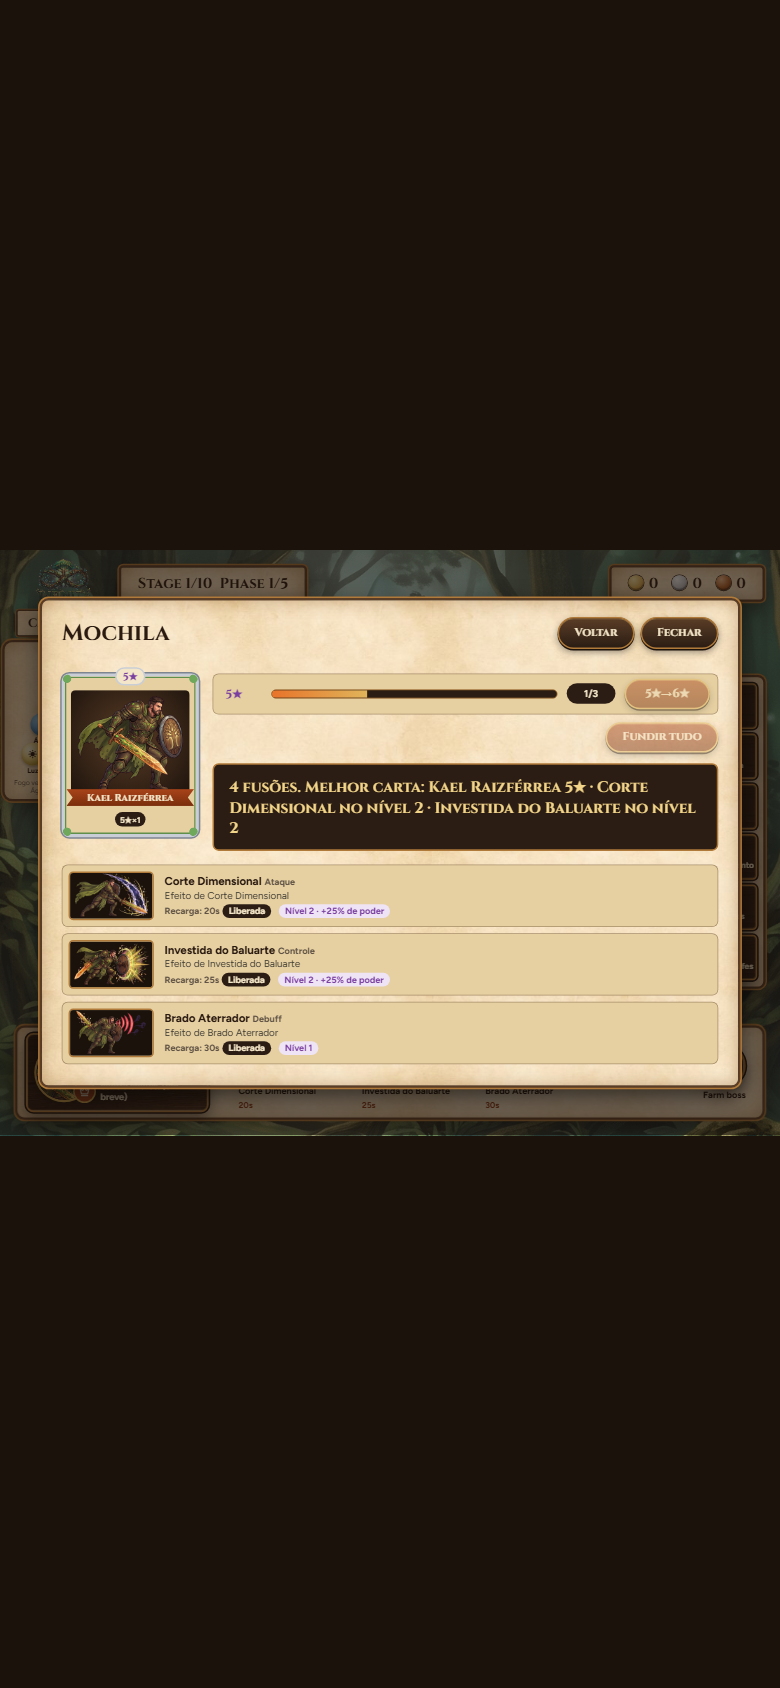 Stage 1/10 Phase 1/5
0 0 0
Mochila
Voltar
Fechar
5★
Kael Raizférrea
5★×1
5★
1/3
5★→6★
Fundir tudo
4 fusões. Melhor carta: Kael Raizférrea 5★ · Corte
Dimensional no nível 2 · Investida do Baluarte no nível
2
Corte Dimensional Ataque
Efeito de Corte Dimensional
Recarga: 20s Liberada Nível 2 · +25% de poder
Investida do Baluarte Controle
Efeito de Investida do Baluarte
Recarga: 25s Liberada Nível 2 · +25% de poder
Brado Aterrador Debuff
Efeito de Brado Aterrador
Recarga: 30s Liberada Nível 1
breve)
Corte Dimensional
20s
Investida do Baluarte
25s
Brado Aterrador
30s
Farm boss